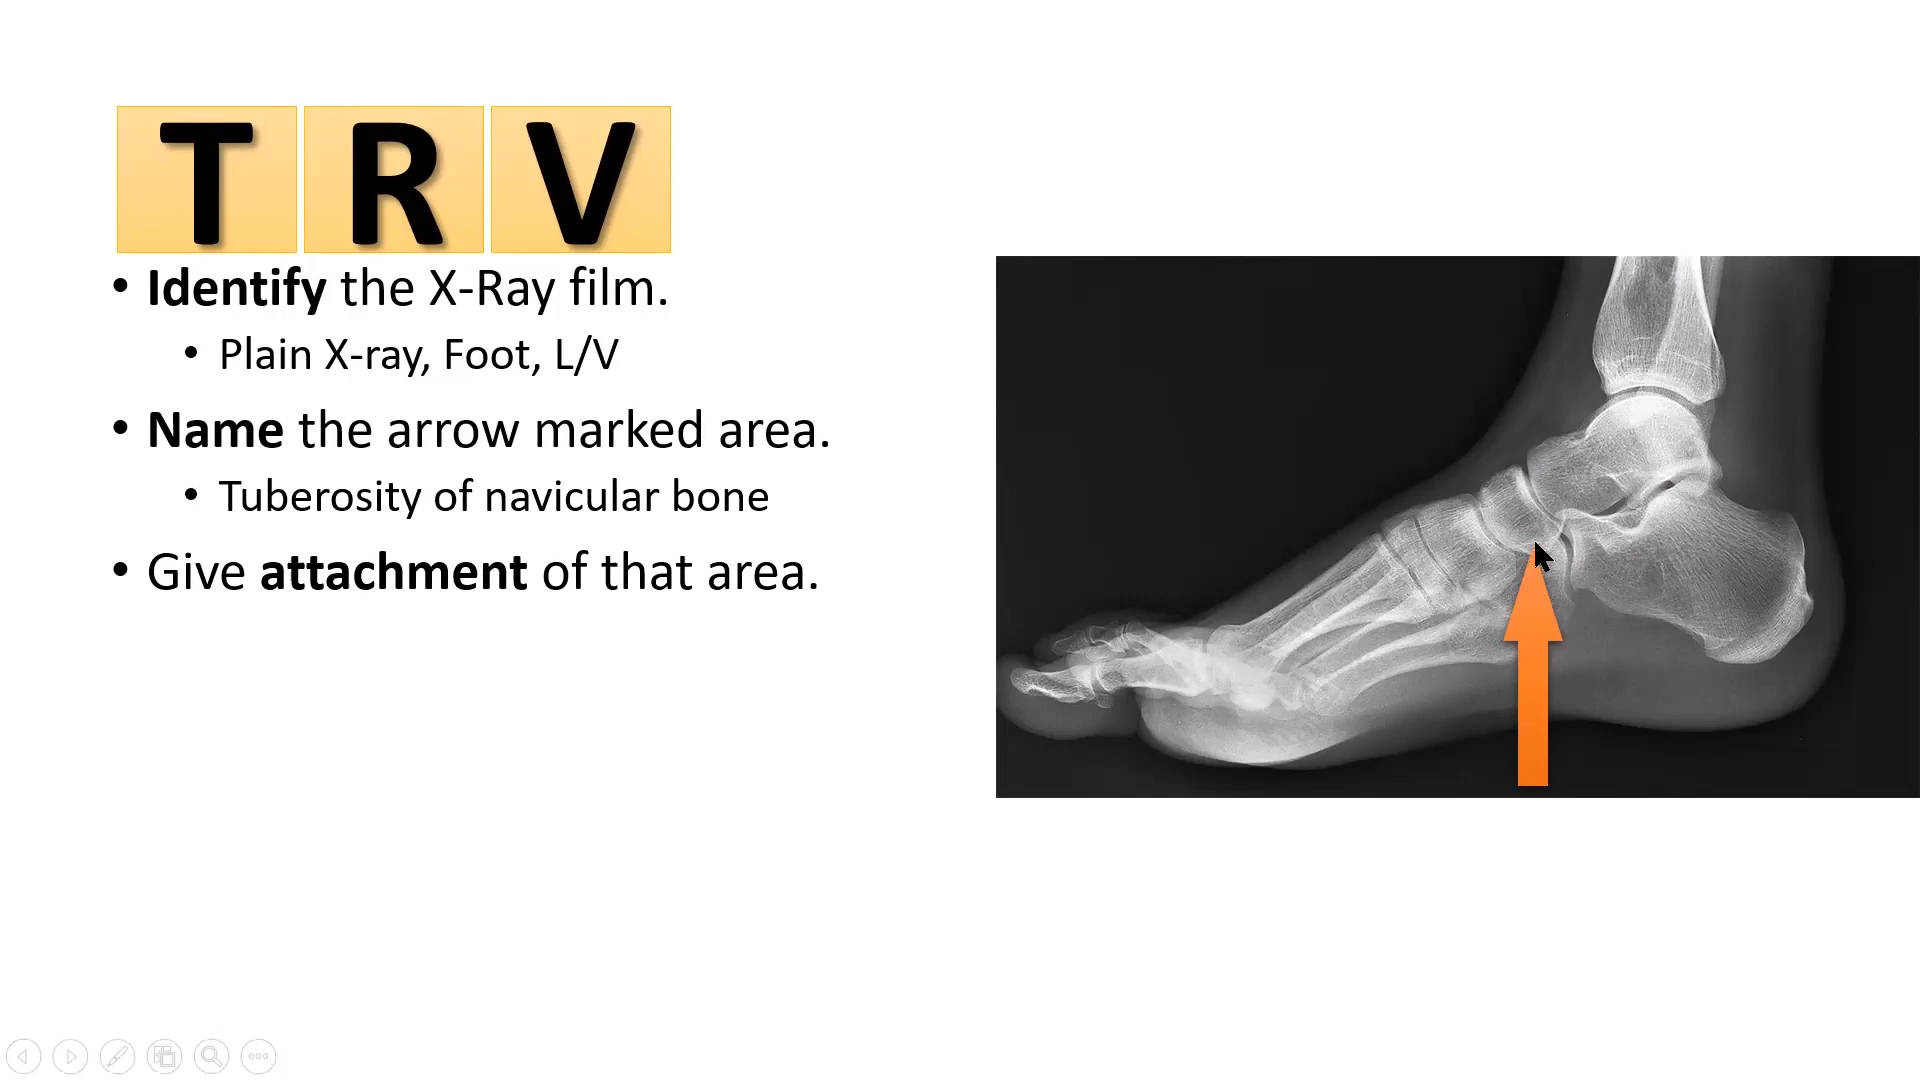 T R V
• Identify the X-Ray film.
• Plain X-ray, Foot, L/V
• Name the arrow marked area.
• Tuberosity of navicular bone
• Give attachment of that area.